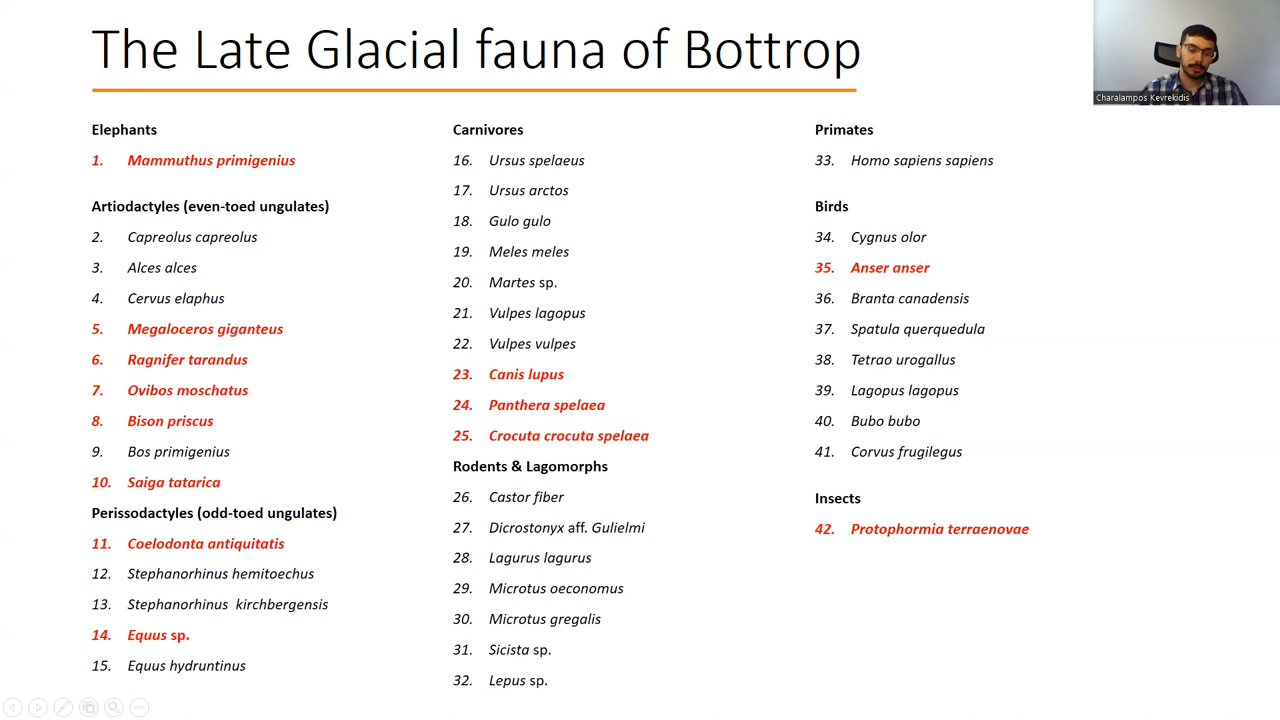 The Late Glacial fauna of Bottrop
Charalampos Kevrekidis
Elephants
1. Mammuthus primigenius
Artiodactyles (even-toed ungulates)
2. Capreolus capreolus
3. Alces alces
4. Cervus elaphus
5. Megaloceros giganteus
6. Ragnifer tarandus
7. Ovibos moschatus
8. Bison priscus
9. Bos primigenius
10. Saiga tatarica
Perissodactyles (odd-toed ungulates)
11. Coelodonta antiquitatis
12. Stephanorhinus hemitoechus
13. Stephanorhinus kirchbergensis
14. Equus sp.
15. Equus hydruntinus
Carnivores
16. Ursus spelaeus
17. Ursus arctos
18. Gulo gulo
19. Meles meles
20. Martes sp.
21. Vulpes lagopus
22. Vulpes vulpes
23. Canis lupus
24. Panthera spelaea
25. Crocuta crocuta spelaea
Rodents & Lagomorphs
26. Castor fiber
27. Dicrostonyx aff. Gulielmi
28. Lagurus lagurus
29. Microtus oeconomus
30. Microtus gregalis
31. Sicista sp.
32. Lepus sp.
Primates
33. Homo sapiens sapiens
Birds
34. Cygnus olor
35. Anser anser
36. Branta canadensis
37. Spatula querquedula
38. Tetrao urogallus
39. Lagopus lagopus
40. Bubo bubo
41. Corvus frugilegus
Insects
42. Protophormia terraenovae